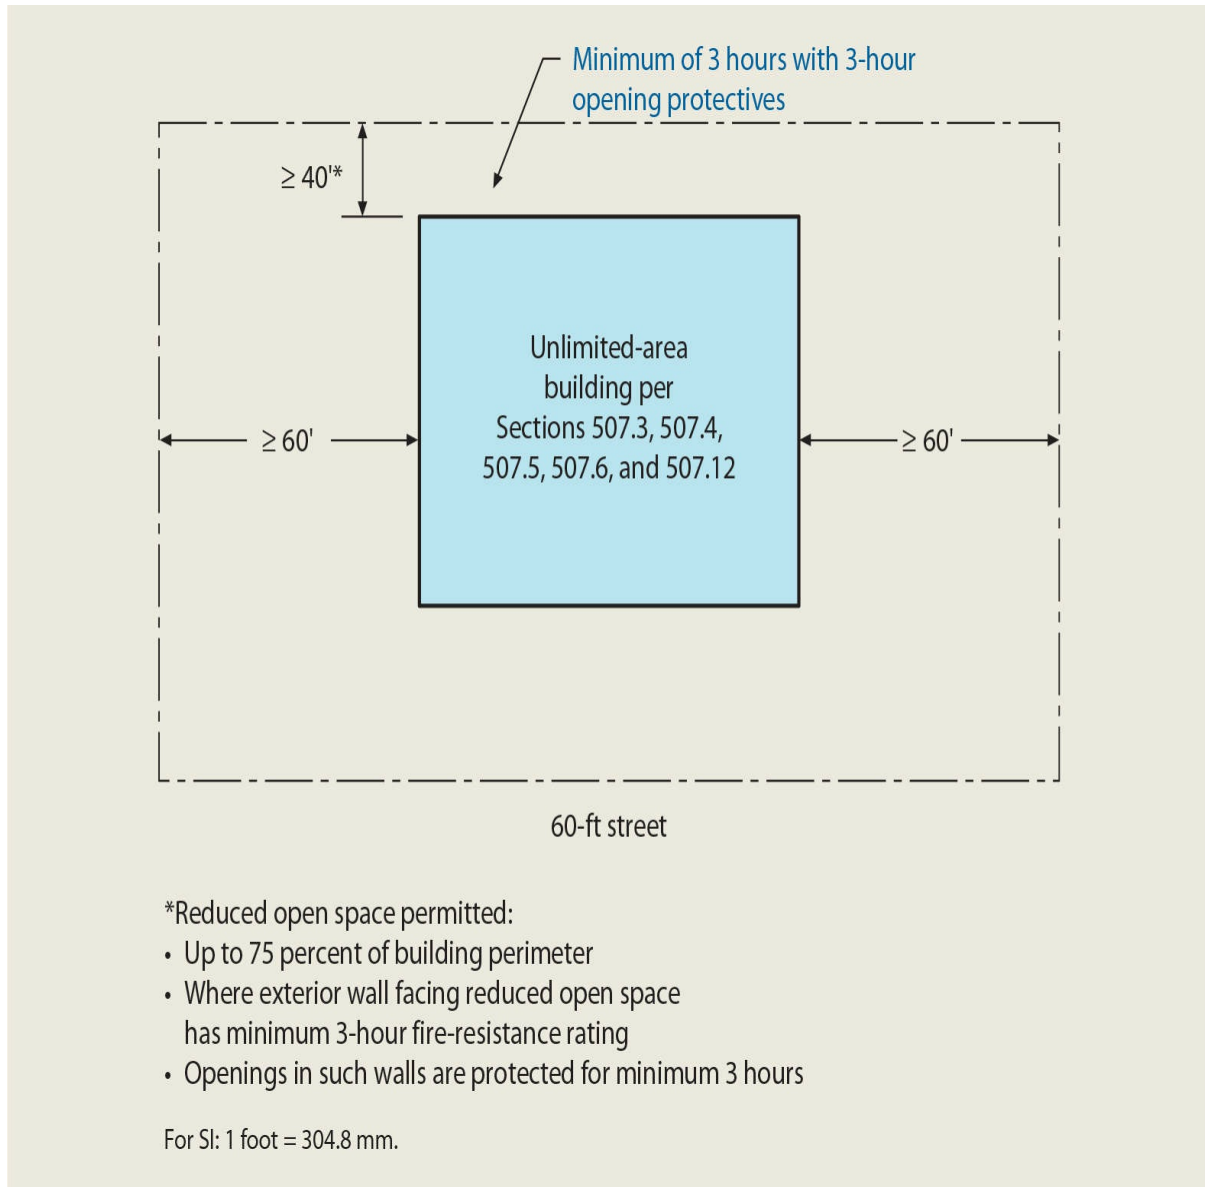 Minimum of 3 hours with 3-hour
opening protectives
≥ 40'*
Unlimited-area
building per
Sections 507.3, 507.4,
507.5, 507.6, and 507.12
≥ 60'
≥ 60'
60-ft street
*Reduced open space permitted:
• Up to 75 percent of building perimeter
• Where exterior wall facing reduced open space
has minimum 3-hour fire-resistance rating
• Openings in such walls are protected for minimum 3 hours
For SI: 1 foot = 304.8 mm.